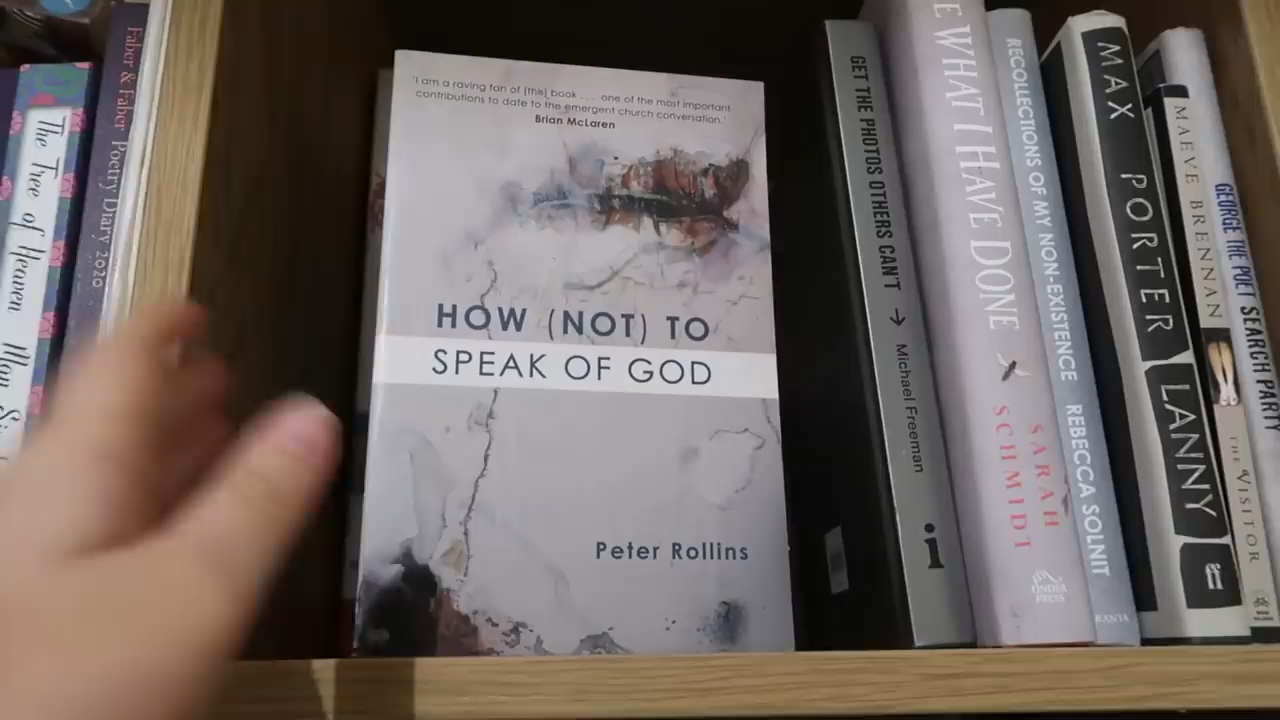 The Tree of Heaven
Faber & Faber Poetry Diary 2020
'I am a raving fan of [this] book . . . one of the most important
contributions to date to the emergent church conversation.'
Brian McLaren
HOW (NOT) TO
SPEAK OF GOD
Peter Rollins
GET THE PHOTOS OTHERS CAN'T → Michael Freeman
WHAT I HAVE DONE
SARAH
SCHMIDT
TINDER
PRESS
RECOLLECTIONS OF MY NON-EXISTENCE REBECCA SOLNIT
MAX PORTER LANNY
ff
MAEVE BRENNAN THE VISITOR
GEORGE THE POET SEARCH PARTY